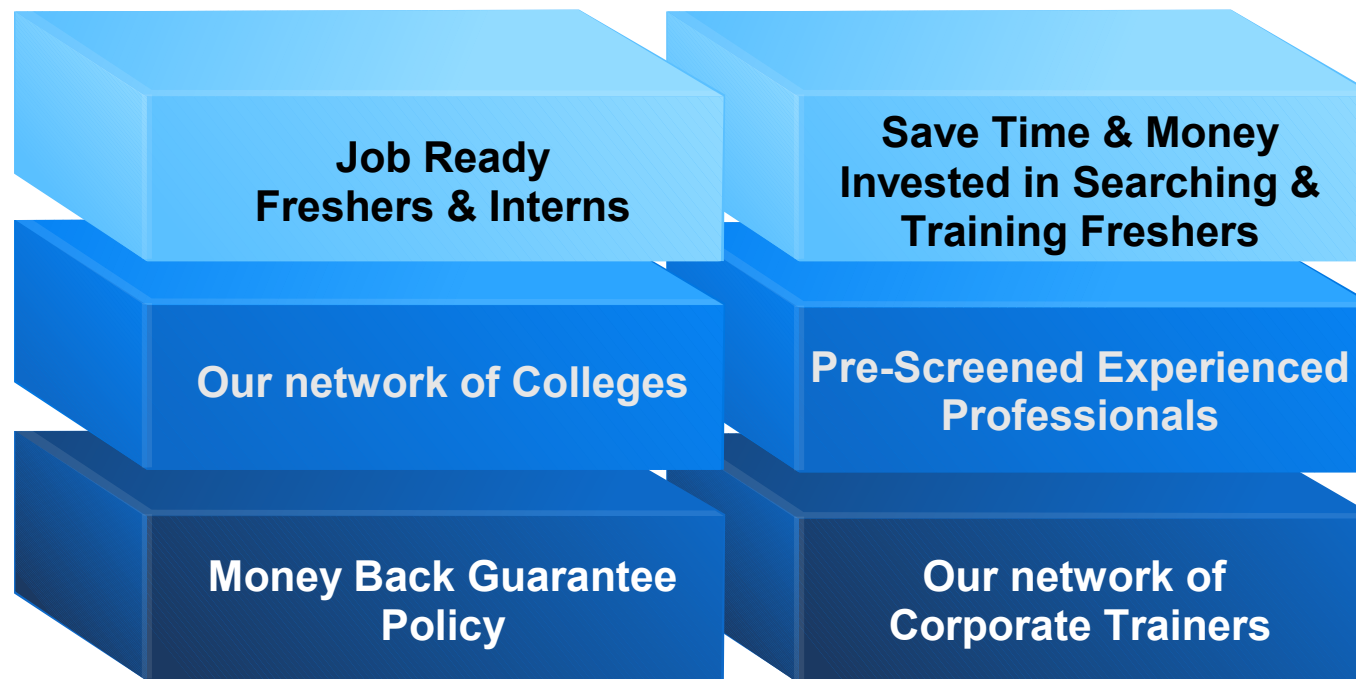 Job Ready
Freshers & Interns
Save Time & Money
Invested in Searching &
Training Freshers
Our network of Colleges
Pre-Screened Experienced
Professionals
Money Back Guarantee
Policy
Our network of
Corporate Trainers